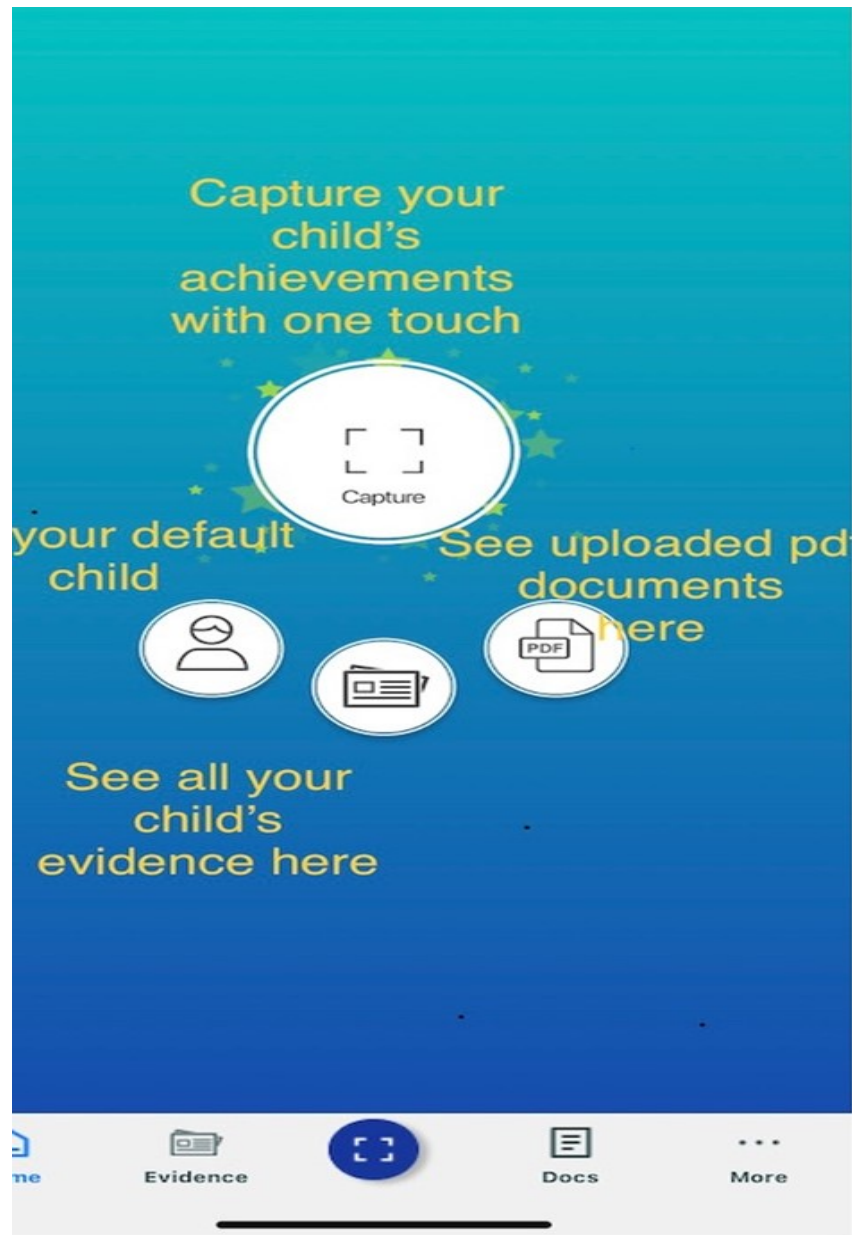 Capture your
child's
achievements
with one touch
Capture
your default
child
See uploaded pdf
documents
here
PDF
See all your
child's
evidence here
me
Evidence
Docs
More